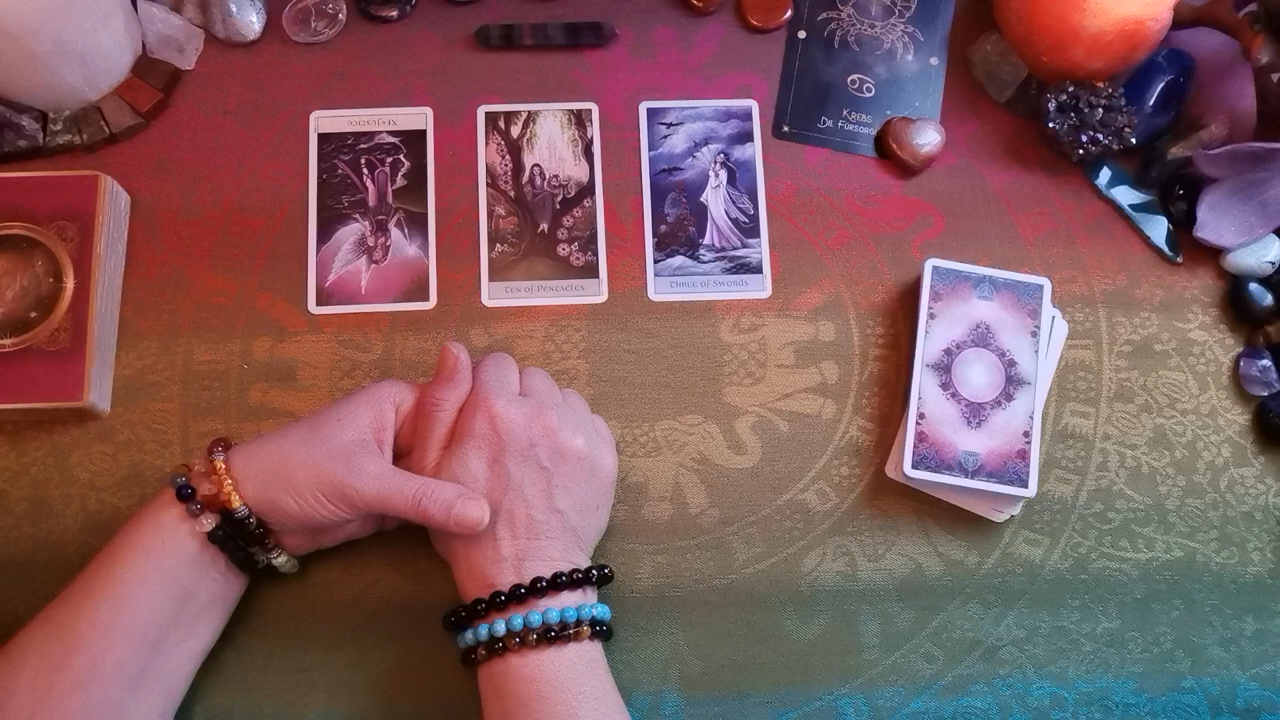 XI • JUSTICE
TEN OF PENTACLES
THREE OF SWORDS
KREBS
DIE FÜRSORG